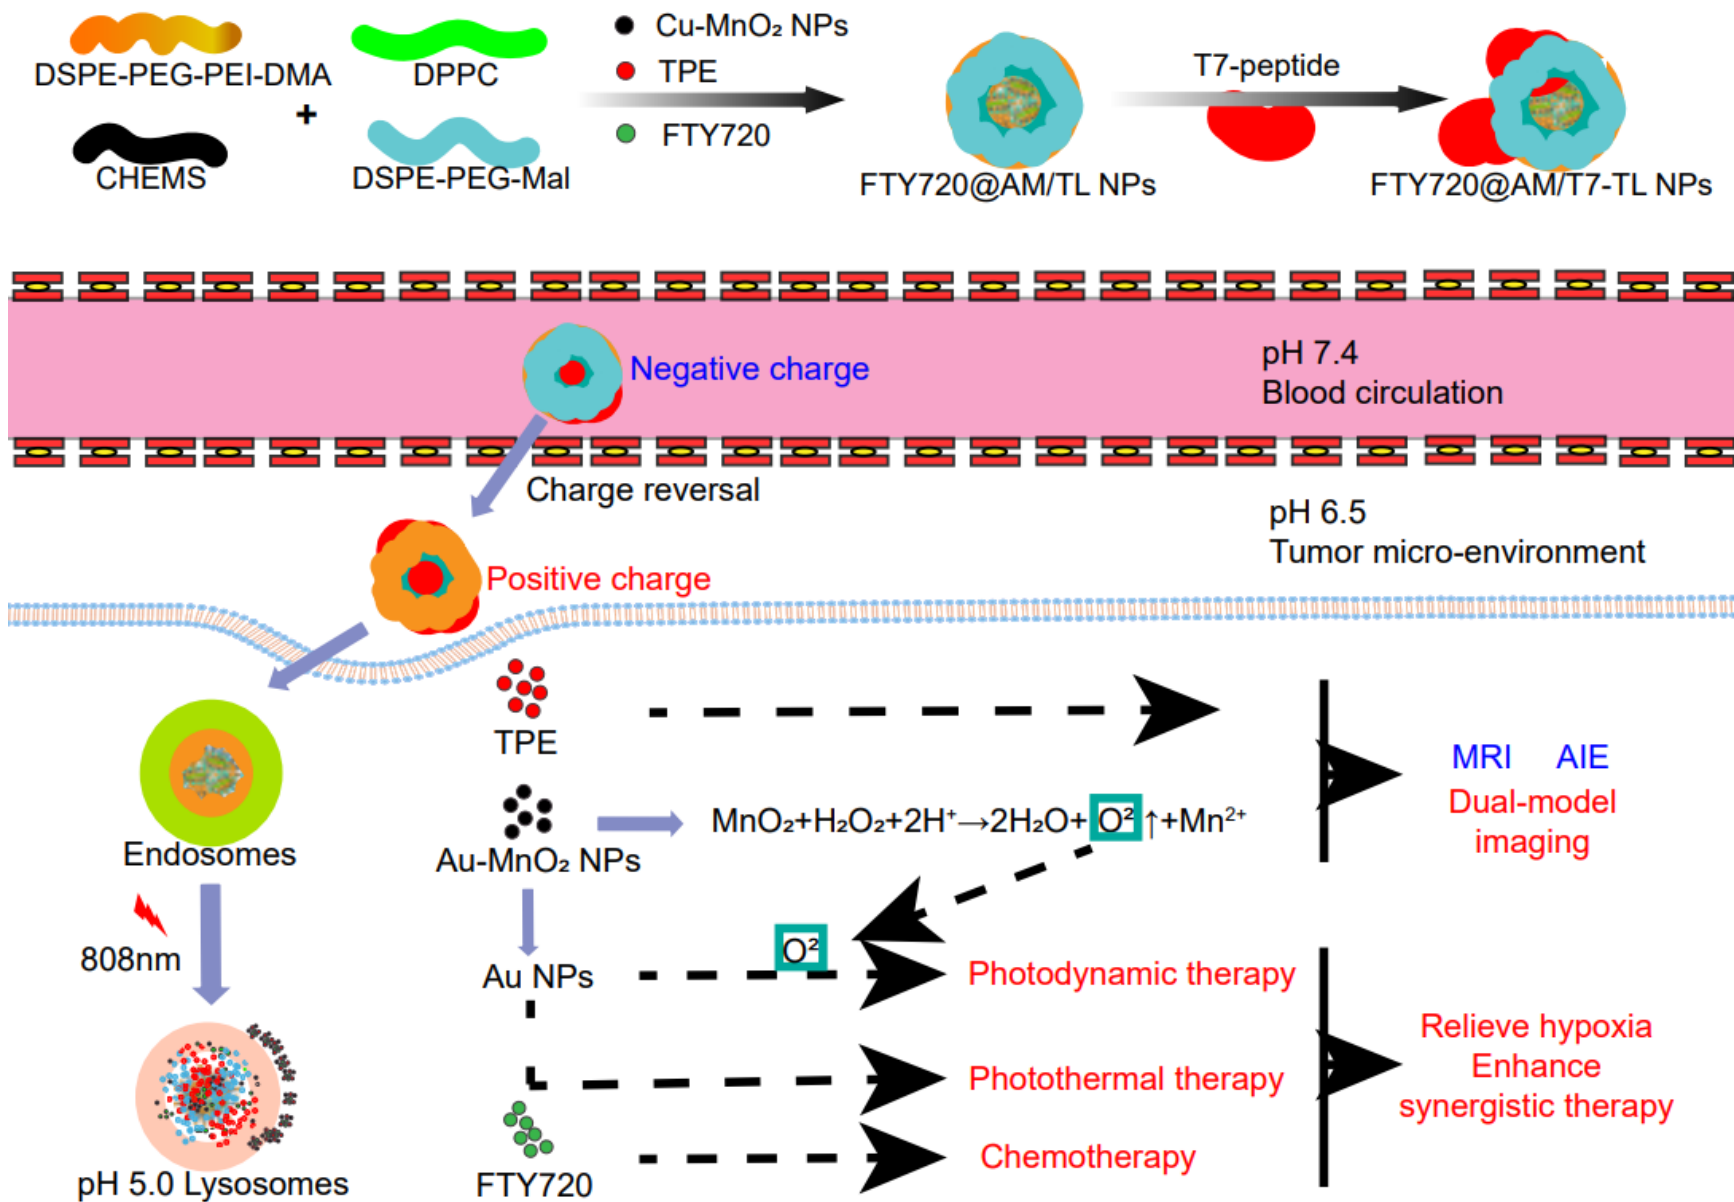 DSPE-PEG-PEI-DMA
DPPC
+
CHEMS
DSPE-PEG-Mal
Cu-MnO₂ NPs
TPE
FTY720
FTY720@AM/TL NPs
T7-peptide
FTY720@AM/T7-TL NPs
Negative charge
pH 7.4
Blood circulation
Charge reversal
pH 6.5
Tumor micro-environment
Positive charge
TPE
Endosomes
Au-MnO₂ NPs
MnO₂+H₂O₂+2H⁺→2H₂O+ O² ↑+Mn²⁺
MRI AIE
Dual-model
imaging
808nm
O²
Au NPs
Photodynamic therapy
Photothermal therapy
Chemotherapy
Relieve hypoxia
Enhance
synergistic therapy
pH 5.0 Lysosomes
FTY720